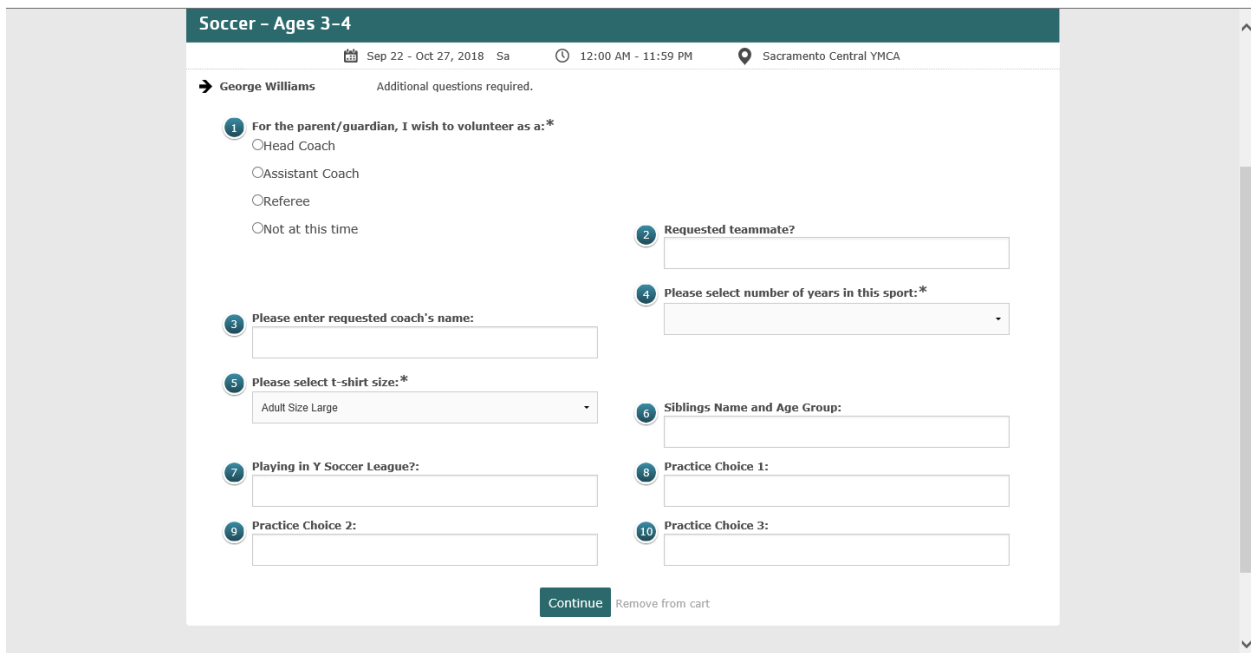 Soccer – Ages 3-4
Sep 22 - Oct 27, 2018 Sa 12:00 AM - 11:59 PM Sacramento Central YMCA
George Williams Additional questions required.
1 For the parent/guardian, I wish to volunteer as a:*
Head Coach
Assistant Coach
Referee
Not at this time
2 Requested teammate?
3 Please enter requested coach's name:
4 Please select number of years in this sport:*
5 Please select t-shirt size:*
Adult Size Large
6 Siblings Name and Age Group:
7 Playing in Y Soccer League?:
8 Practice Choice 1:
9 Practice Choice 2:
10 Practice Choice 3:
Continue Remove from cart